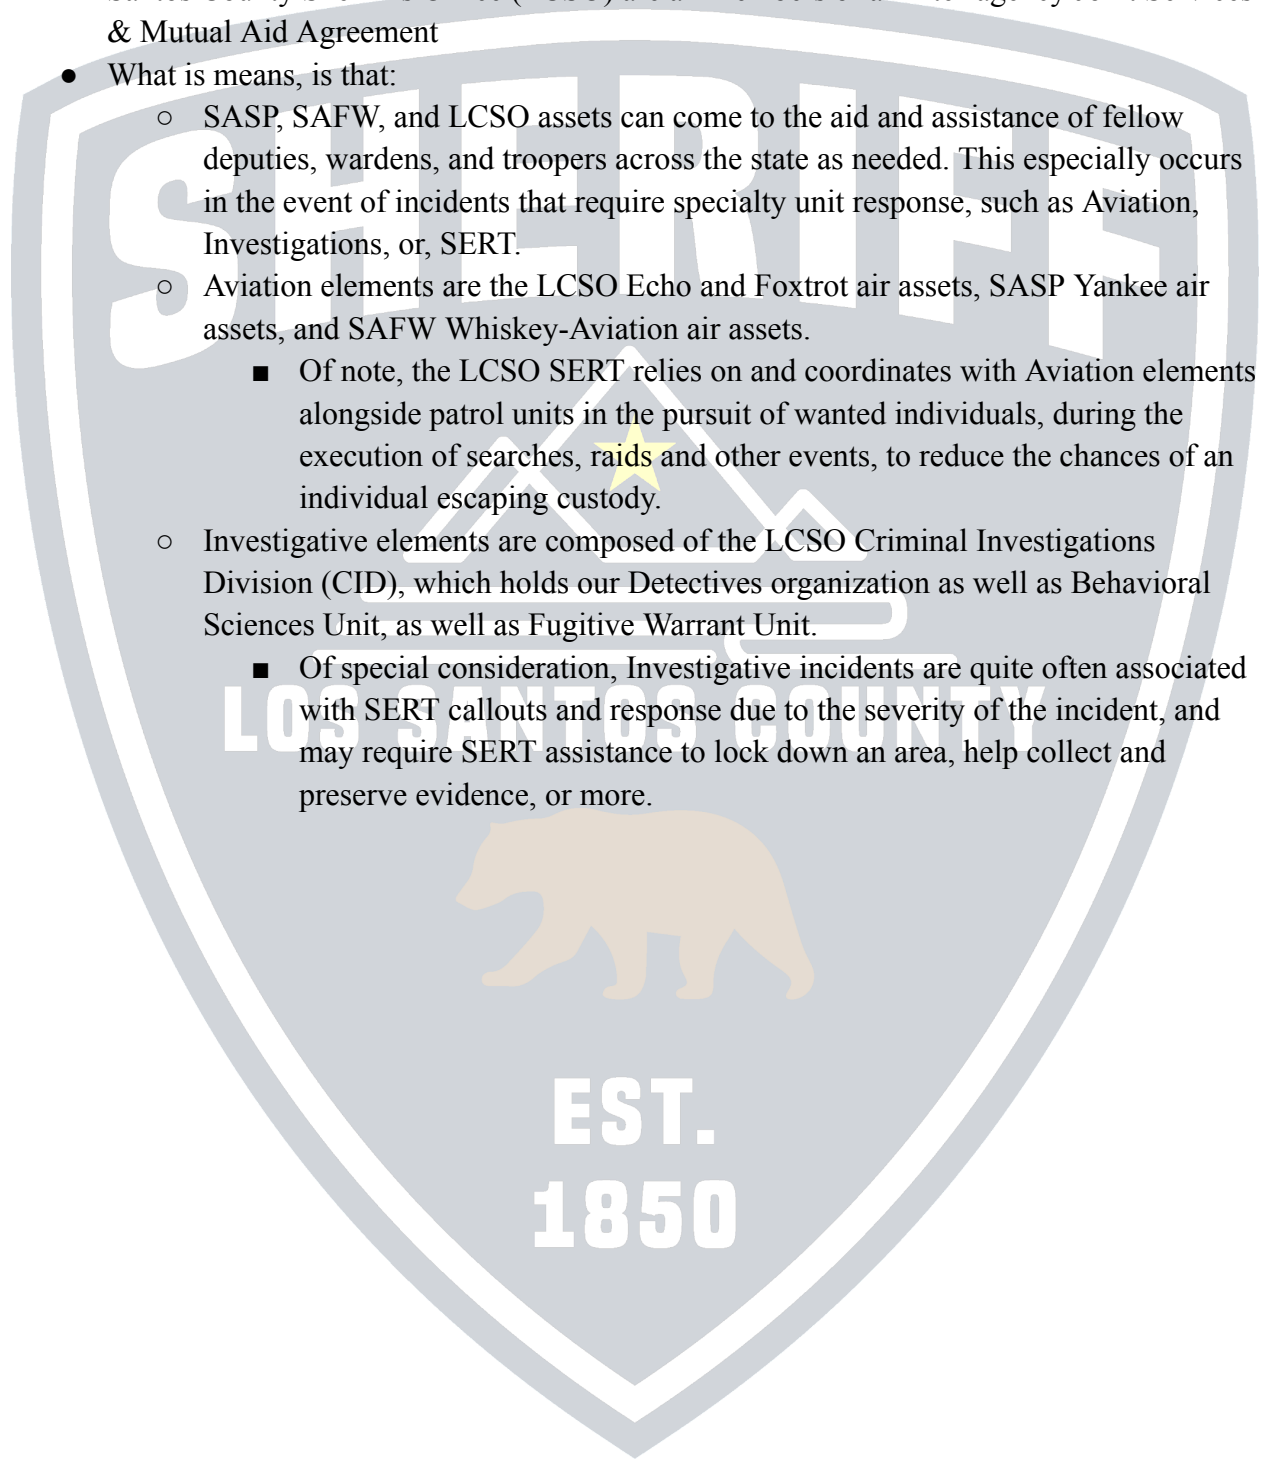 & Mutual Aid Agreement
● What is means, is that:
○ SASP, SAFW, and LCSO assets can come to the aid and assistance of fellow
deputies, wardens, and troopers across the state as needed. This especially occurs
in the event of incidents that require specialty unit response, such as Aviation,
Investigations, or, SERT.
○ Aviation elements are the LCSO Echo and Foxtrot air assets, SASP Yankee air
assets, and SAFW Whiskey-Aviation air assets.
■ Of note, the LCSO SERT relies on and coordinates with Aviation elements
alongside patrol units in the pursuit of wanted individuals, during the
execution of searches, raids and other events, to reduce the chances of an
individual escaping custody.
○ Investigative elements are composed of the LCSO Criminal Investigations
Division (CID), which holds our Detectives organization as well as Behavioral
Sciences Unit, as well as Fugitive Warrant Unit.
■ Of special consideration, Investigative incidents are quite often associated
with SERT callouts and response due to the severity of the incident, and
may require SERT assistance to lock down an area, help collect and
preserve evidence, or more.
SHERIFF
LOS SANTOS COUNTY
EST.
1850